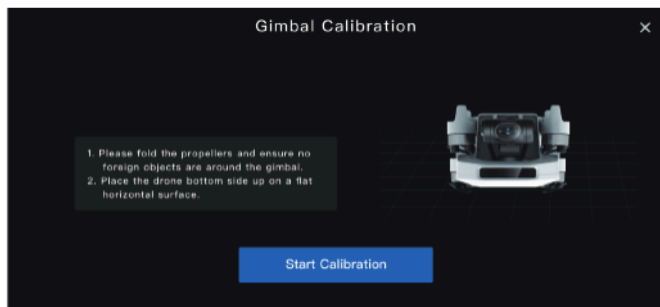 Gimbal Calibration
1. Please fold the propellers and ensure no
foreign objects are around the gimbal.
2. Place the drone bottom side up on a flat
horizontal surface.
Start Calibration